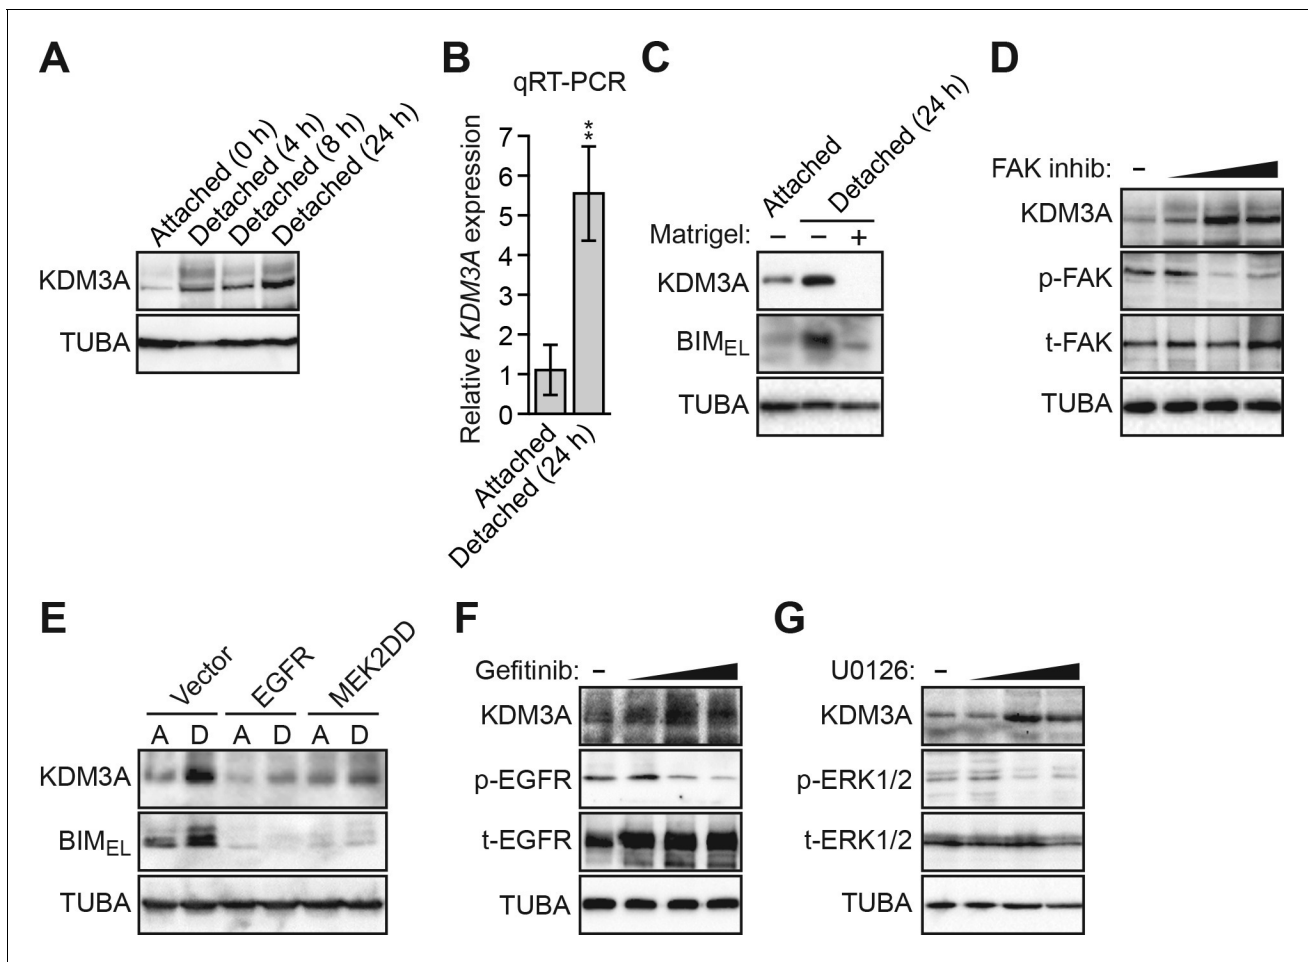 A
Attached (0 h)
Detached (4 h)
Detached (8 h)
Detached (24 h)
KDM3A
TUBA
B
qRT-PCR
Relative KDM3A expression
7
6
5
4
3
2
1
0
**
Attached
Detached (24 h)
C
Attached
Detached (24 h)
Matrigel: – – +
KDM3A
BIMEL
TUBA
D
FAK inhib: –
KDM3A
p-FAK
t-FAK
TUBA
E
Vector
EGFR
MEK2DD
A D A D A D
KDM3A
BIMEL
TUBA
F
Gefitinib: –
KDM3A
p-EGFR
t-EGFR
TUBA
G
U0126: –
KDM3A
p-ERK1/2
t-ERK1/2
TUBA